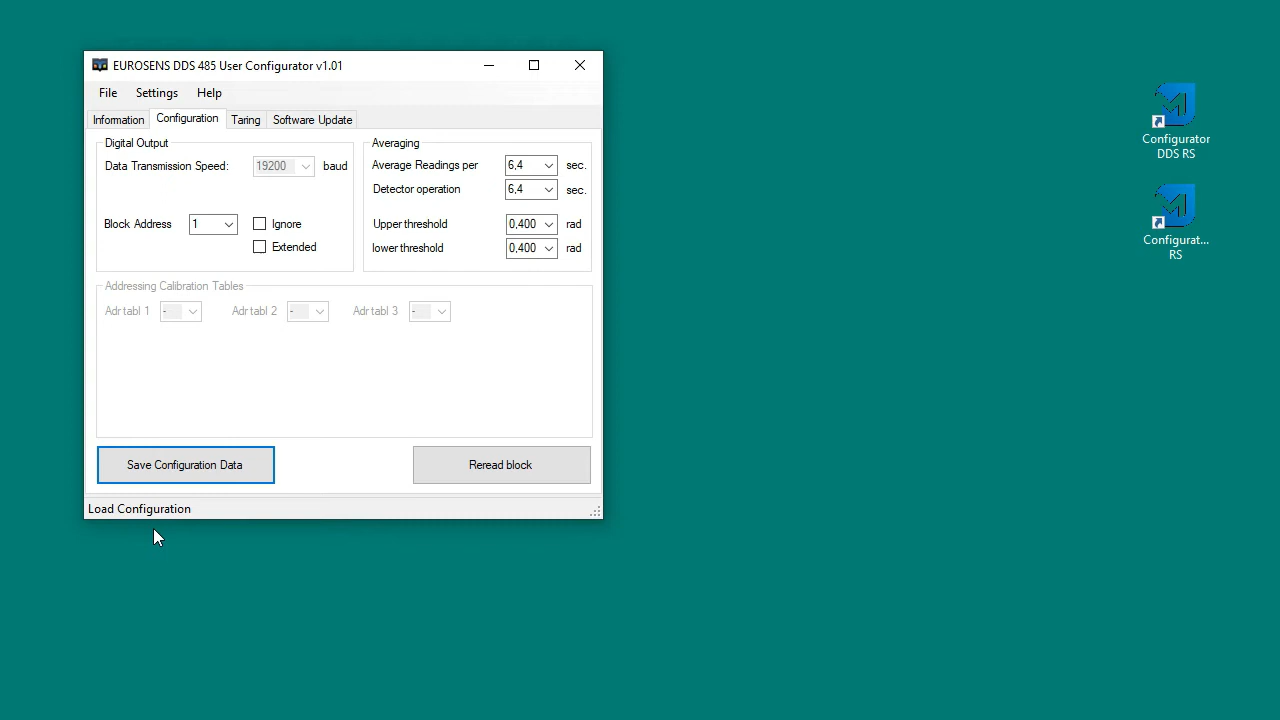 EUROSENS DDS 485 User Configurator v1.01
File Settings Help
Information Configuration Taring Software Update
Digital Output
Data Transmission Speed: 19200 baud
Block Address 1 Ignore
Extended
Averaging
Average Readings per 6,4 sec.
Detector operation 6,4 sec.
Upper threshold 0,400 rad
lower threshold 0,400 rad
Addressing Calibration Tables
Adr tabl 1 - Adr tabl 2 - Adr tabl 3 -
Save Configuration Data Reread block
Load Configuration
Configurator
DDS RS
Configurat...
RS